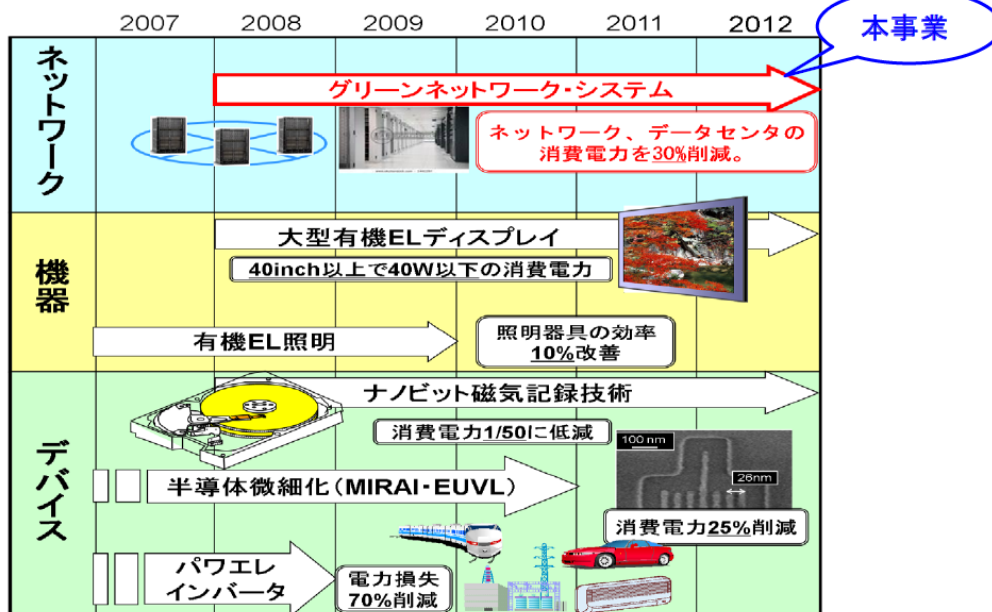 2007 2008 2009 2010 2011 2012
本事業
ネットワーク
グリーンネットワーク・システム
ネットワーク、データセンタの
消費電力を30%削減。
機器
大型有機ELディスプレイ
40inch以上で40W以下の消費電力
有機EL照明
照明器具の効率
10%改善
デバイス
ナノビット磁気記録技術
消費電力1/50に低減
100 nm
26nm
半導体微細化(MIRAI・EUVL)
消費電力25%削減
パワエレ
インバータ
電力損失
70%削減